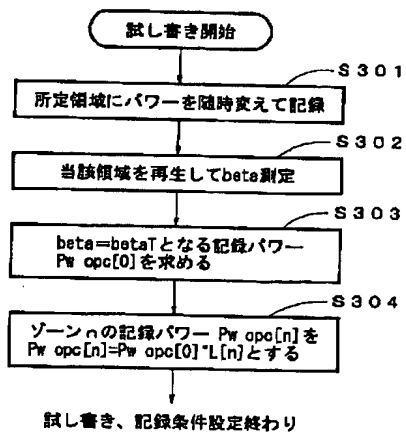 試し書き開始
S301
所定領域にパワーを随時変えて記録
S302
当該領域を再生してbeta測定
S303
beta=betaTとなる記録パワー
Pw opc[0]を求める
S304
ゾーンnの記録パワー Pw opc[n]を
Pw opc[n]=Pw opc[0]*L[n]とする
試し書き、記録条件設定終わり